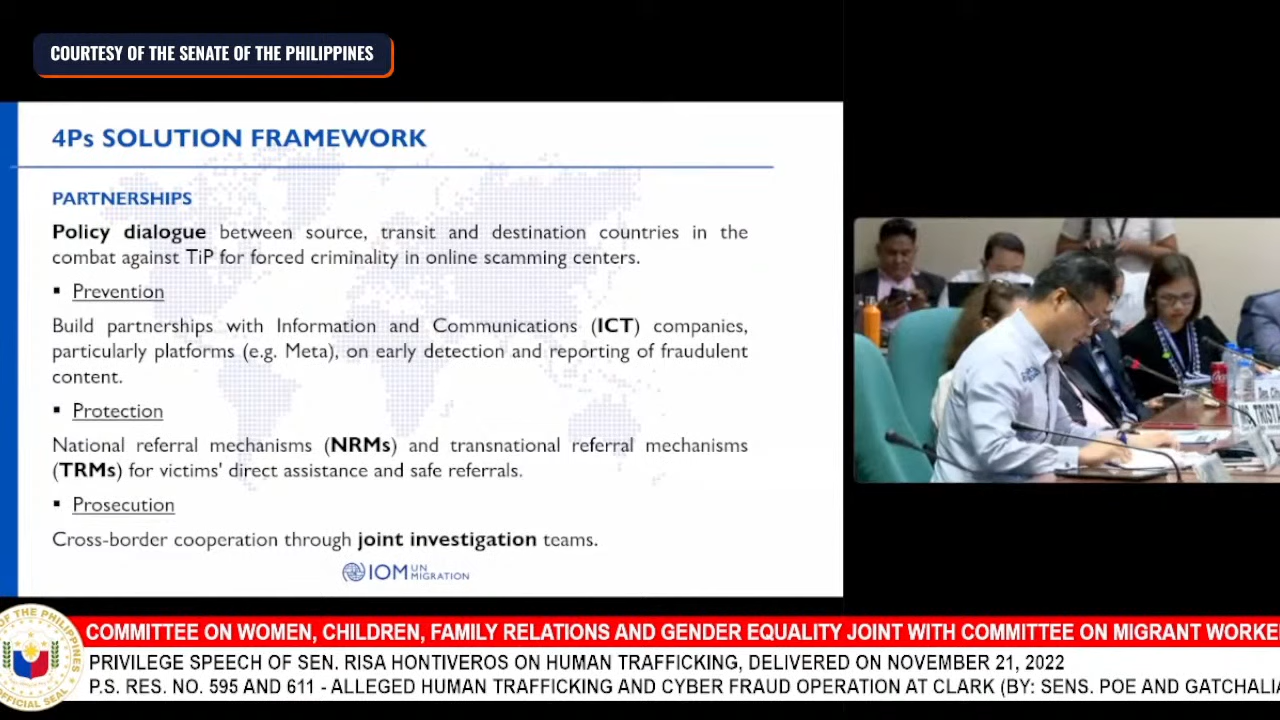 COURTESY OF THE SENATE OF THE PHILIPPINES
4Ps SOLUTION FRAMEWORK
PARTNERSHIPS
Policy dialogue between source, transit and destination countries in the
combat against TiP for forced criminality in online scamming centers.
▪ Prevention
Build partnerships with Information and Communications (ICT) companies,
particularly platforms (e.g. Meta), on early detection and reporting of fraudulent
content.
▪ Protection
National referral mechanisms (NRMs) and transnational referral mechanisms
(TRMs) for victims' direct assistance and safe referrals.
▪ Prosecution
Cross-border cooperation through joint investigation teams.
IOM UN MIGRATION
COMMITTEE ON WOMEN, CHILDREN, FAMILY RELATIONS AND GENDER EQUALITY JOINT WITH COMMITTEE ON MIGRANT WORKE
PRIVILEGE SPEECH OF SEN. RISA HONTIVEROS ON HUMAN TRAFFICKING, DELIVERED ON NOVEMBER 21, 2022
P.S. RES. NO. 595 AND 611 - ALLEGED HUMAN TRAFFICKING AND CYBER FRAUD OPERATION AT CLARK (BY: SENS. POE AND GATCHALIA